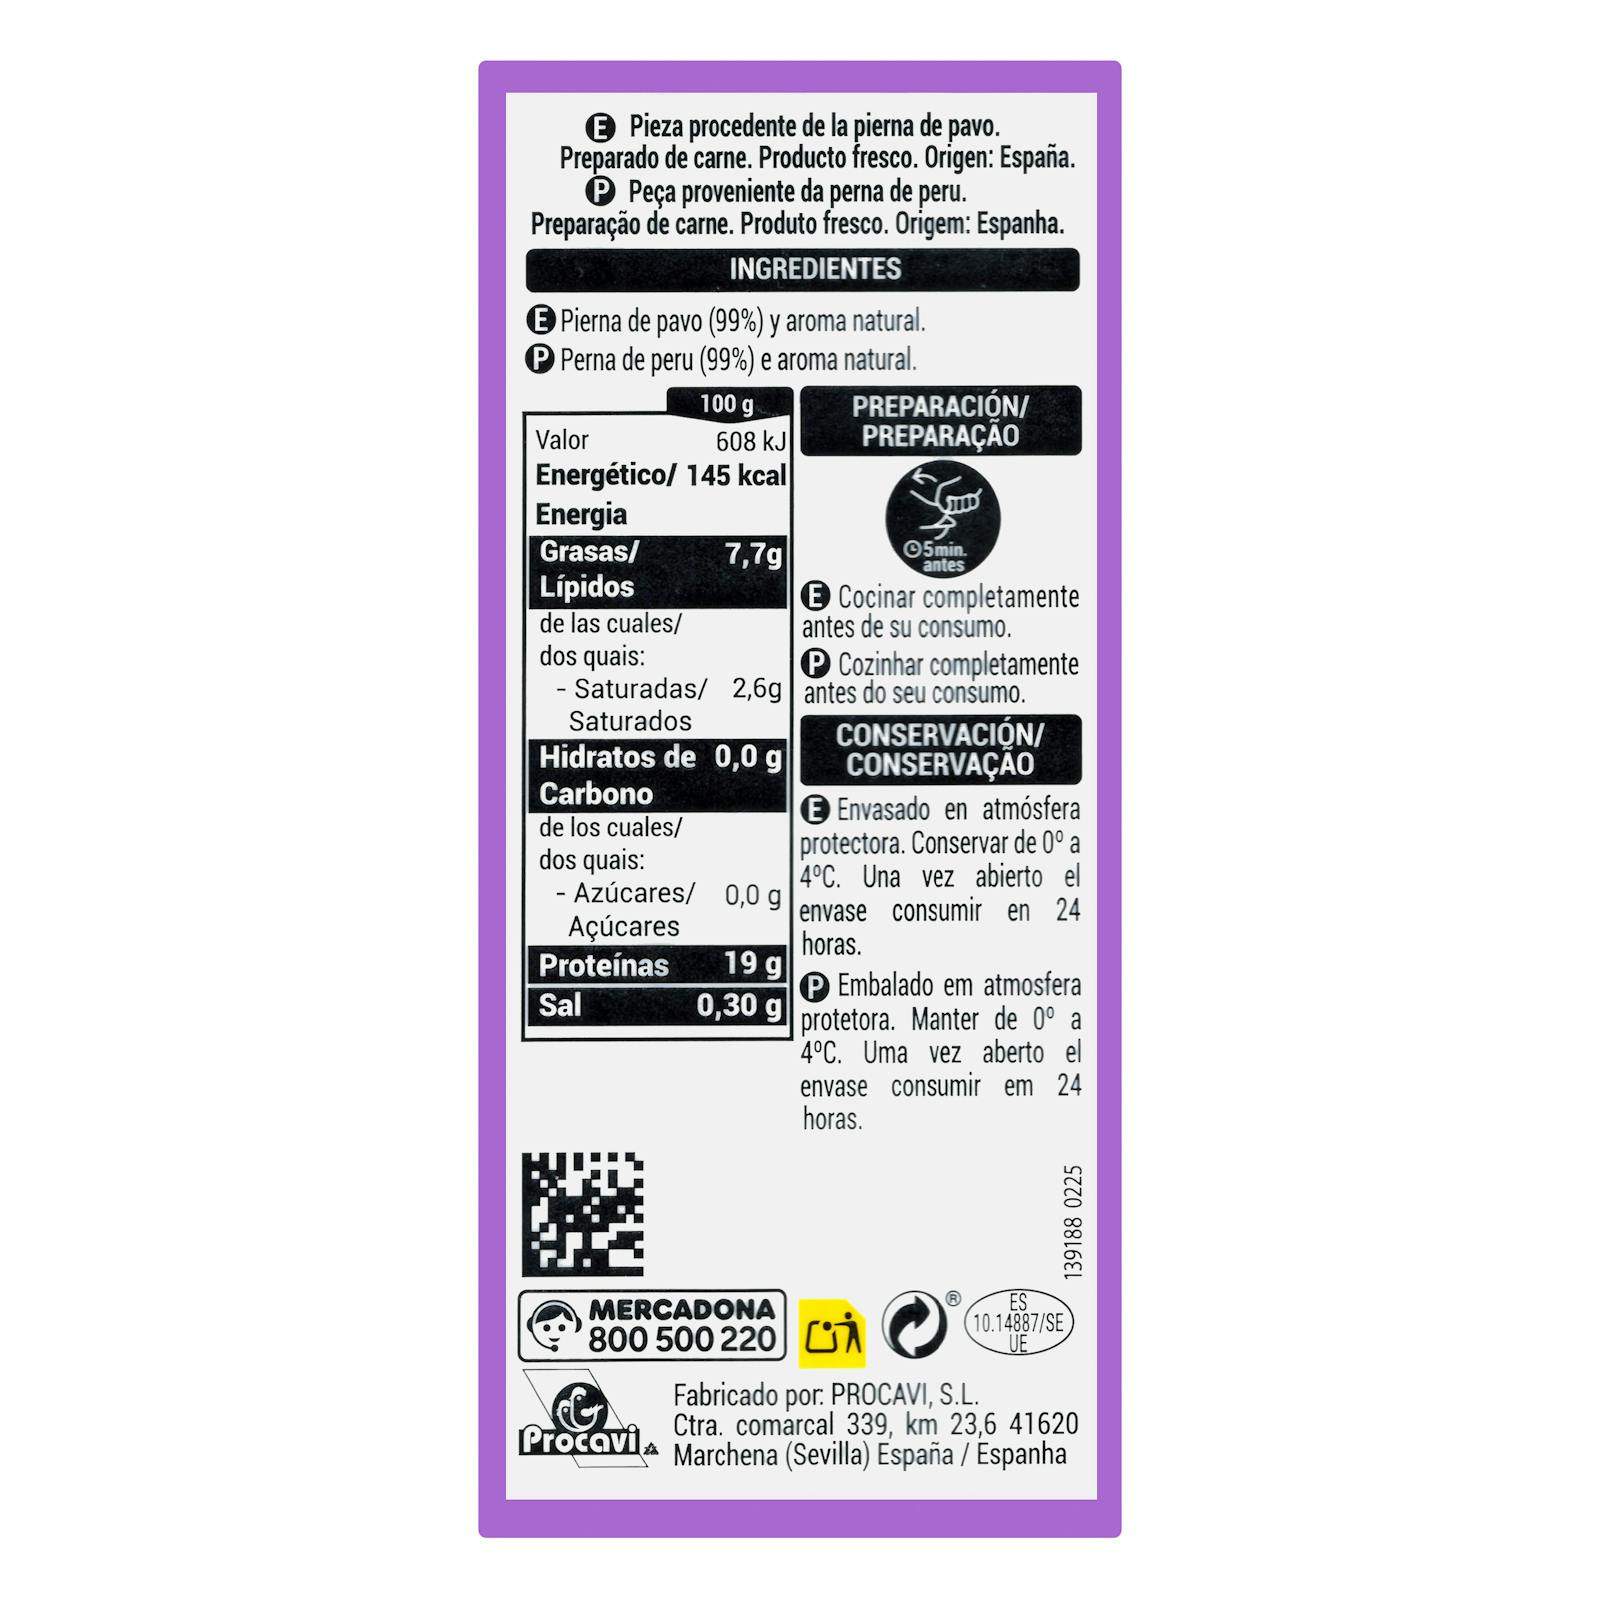 E Pieza procedente de la pierna de pavo.
Preparado de carne. Producto fresco. Origen: España.
P Peça proveniente da perna de peru.
Preparação de carne. Produto fresco. Origem: Espanha.
INGREDIENTES
E Pierna de pavo (99%) y aroma natural.
P Perna de peru (99%) e aroma natural.
100 g
Valor 608 kJ
Energético/ 145 kcal
Energia
Grasas/ 7,7g
Lípidos
de las cuales/
dos quais:
- Saturadas/ 2,6g
Saturados
Hidratos de 0,0 g
Carbono
de los cuales/
dos quais:
- Azúcares/ 0,0 g
Açúcares
Proteínas 19 g
Sal 0,30 g
PREPARACIÓN/
PREPARAÇÃO
5min.
antes
E Cocinar completamente
antes de su consumo.
P Cozinhar completamente
antes do seu consumo.
CONSERVACIÓN/
CONSERVAÇÃO
E Envasado en atmósfera
protectora. Conservar de 0º a
4ºC. Una vez abierto el
envase consumir en 24
horas.
P Embalado em atmosfera
protetora. Manter de 0º a
4ºC. Uma vez aberto el
envase consumir em 24
horas.
139188 0225
MERCADONA
800 500 220
®
ES
10.14887/SE
UE
Procavi
Fabricado por: PROCAVI, S.L.
Ctra. comarcal 339, km 23,6 41620
Marchena (Sevilla) España / Espanha